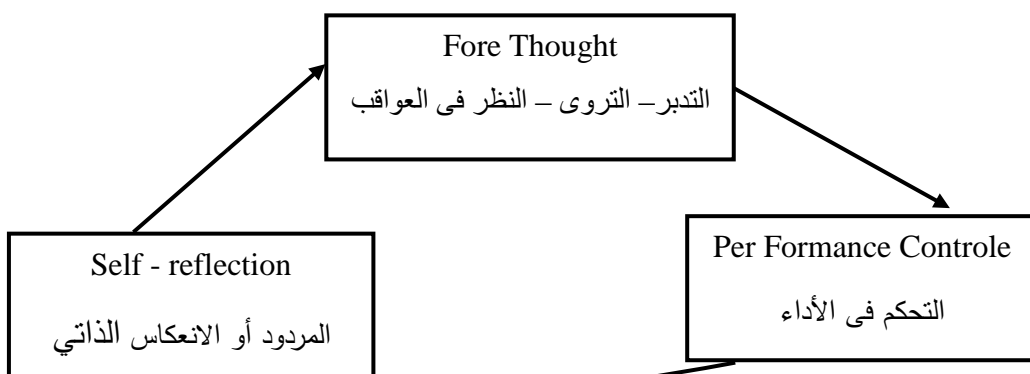 Fore Thought
التدبر– التروى – النظر فى العواقب
Self - reflection
المردود أو الانعكاس الذاتي
Per Formance Controle
التحكم فى الأداء